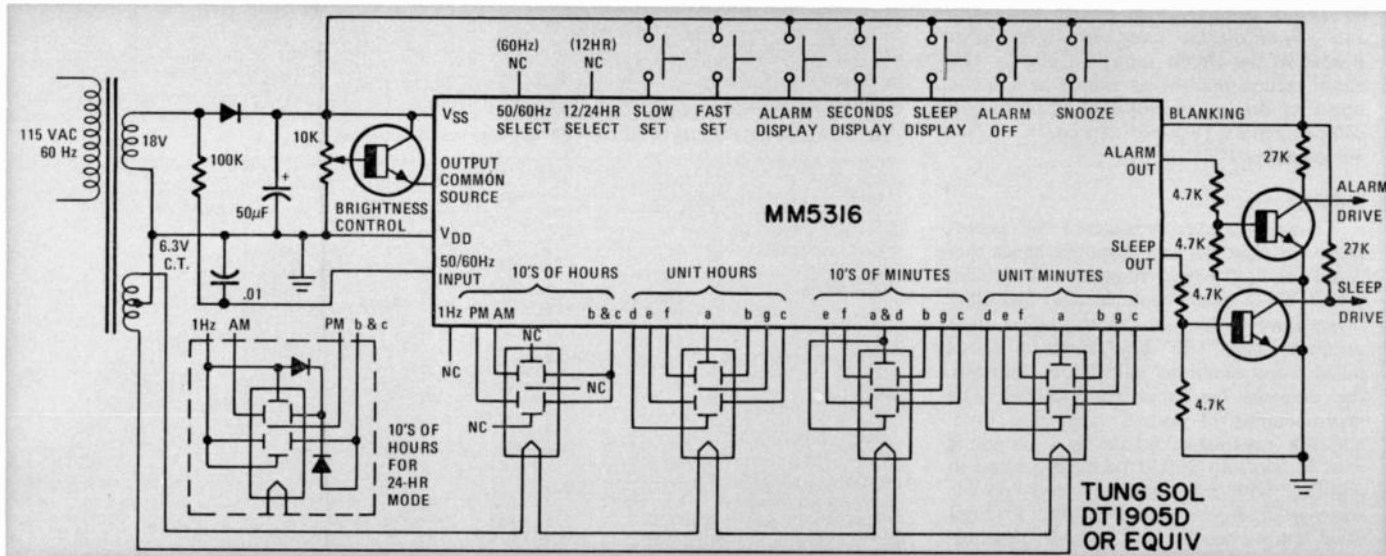 (60Hz)
NC
(12HR)
NC
115 VAC
60 Hz
18V
100K
50µF
+
10K
BRIGHTNESS
CONTROL
6.3V
C.T.
.01
VSS
OUTPUT
COMMON
SOURCE
VDD
50/60Hz
INPUT
50/60Hz
SELECT
12/24HR
SELECT
SLOW
SET
FAST
SET
ALARM
DISPLAY
SECONDS
DISPLAY
SLEEP
DISPLAY
ALARM
OFF
SNOOZE
BLANKING
ALARM
OUT
SLEEP
OUT
MM5316
10'S OF HOURS
UNIT HOURS
10'S OF MINUTES
UNIT MINUTES
1Hz PM AM b & c d e f a b g c e f a & d b g c d e f a b g c
NC
NC
NC
NC
1Hz AM PM b & c
10'S OF
HOURS
FOR
24-HR
MODE
27K
4.7K
4.7K
4.7K
4.7K
27K
ALARM
DRIVE
SLEEP
DRIVE
TUNG SOL
DT1905D
OR EQUIV